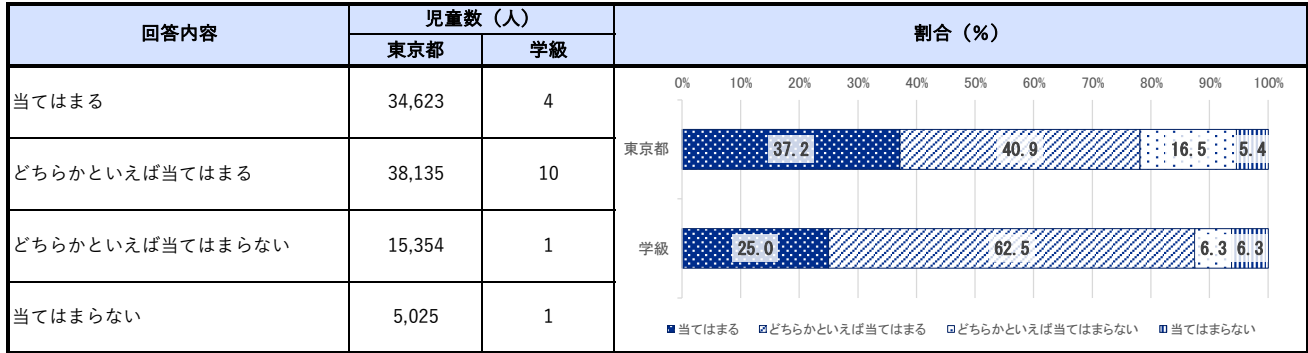 回答内容 児童数（人） 割合（%）
東京都 学級
当てはまる 34,623 4
どちらかといえば当てはまる 38,135 10
どちらかといえば当てはまらない 15,354 1
当てはまらない 5,025 1
0% 10% 20% 30% 40% 50% 60% 70% 80% 90% 100%
東京都 37.2 40.9 16.5 5.4
学級 25.0 62.5 6.3 6.3
当てはまる どちらかといえば当てはまる どちらかといえば当てはまらない 当てはまらない